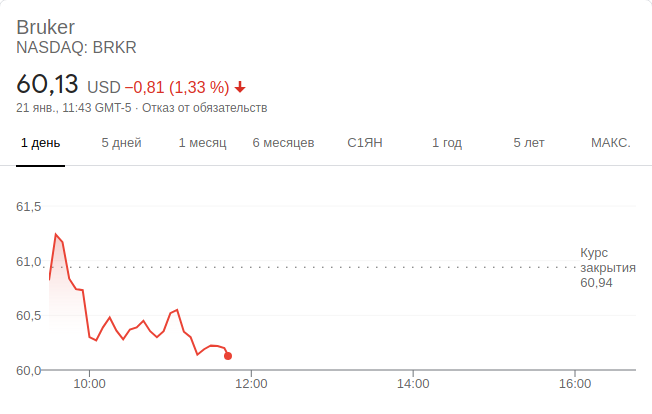 Bruker
NASDAQ: BRKR
60,13 USD −0,81 (1,33 %)
21 янв., 11:43 GMT-5 · Отказ от обязательств
1 день 5 дней 1 месяц 6 месяцев С1ЯН 1 год 5 лет МАКС.
61,5
61,0
60,5
60,0
Курс
закрытия
60,94
10:00 12:00 14:00 16:00